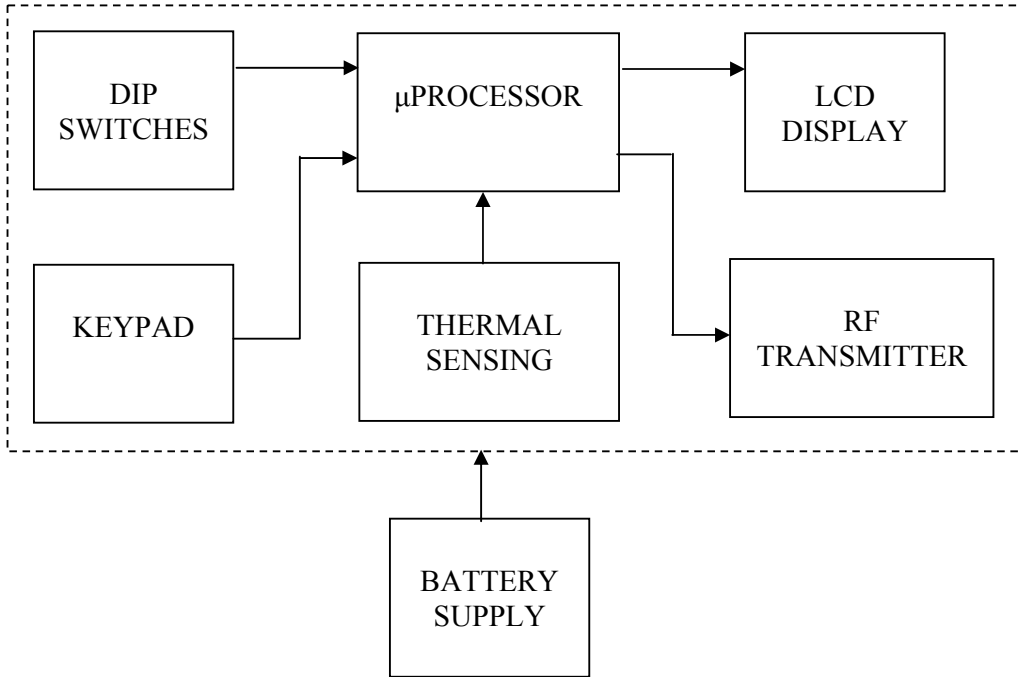 DIP
SWITCHES
μPROCESSOR
LCD
DISPLAY
KEYPAD
THERMAL
SENSING
RF
TRANSMITTER
BATTERY
SUPPLY